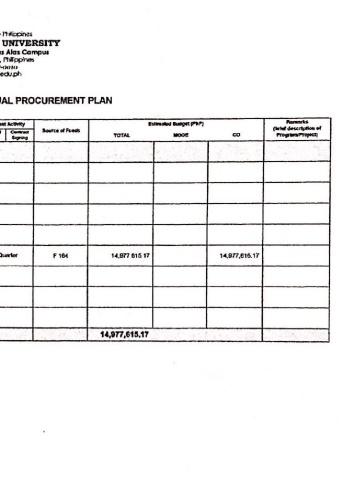 Philippines
UNIVERSITY
s Alas Campus
, Philippines
edu.ph
UAL PROCUREMENT PLAN
Activity
Contract Signing
Source of Funds
Estimated Budget (PhP)
TOTAL MOOE CO
Remarks
(brief description of
Program/Project)
Quarter F 164 14,977,615.17 14,977,615.17
14,977,615.17